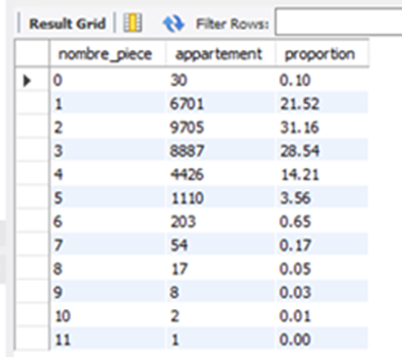 Result Grid Filter Rows:
nombre_piece appartement proportion
0 30 0.10
1 6701 21.52
2 9705 31.16
3 8887 28.54
4 4426 14.21
5 1110 3.56
6 203 0.65
7 54 0.17
8 17 0.05
9 8 0.03
10 2 0.01
11 1 0.00